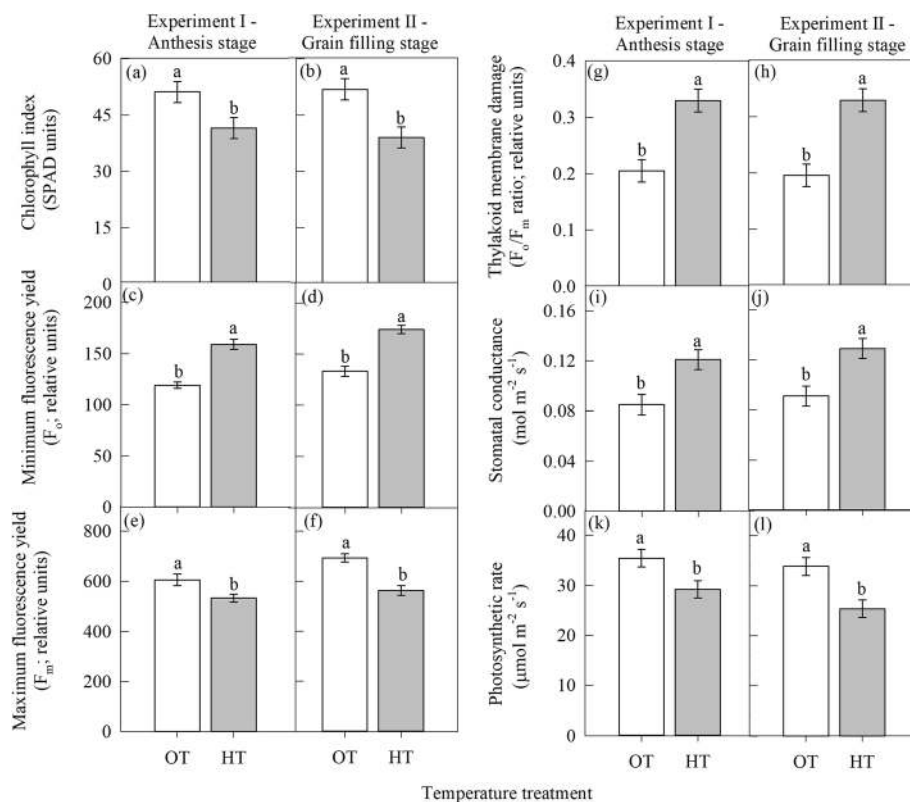 Experiment I -
Anthesis stage
Experiment II -
Grain filling stage
Experiment I -
Anthesis stage
Experiment II -
Grain filling stage
Chlorophyll index
(SPAD units)
60
45
30
15
0
(a)
a
b
(b)
a
b
Minimum fluorescence yield
(Fo; relative units)
200
150
100
50
0
(c)
b
a
(d)
b
a
Maximum fluorescence yield
(Fm; relative units)
800
600
400
200
0
(e)
a
b
(f)
a
b
OT HT OT HT
Thylakoid membrane damage
(Fo/Fm ratio; relative units)
0.4
0.3
0.2
0.1
0.0
(g)
b
a
(h)
b
a
Stomatal conductance
(mol m⁻² s⁻¹)
0.16
0.12
0.08
0.04
0.00
(i)
b
a
(j)
b
a
Photosynthetic rate
(μmol m⁻² s⁻¹)
40
30
20
10
0
(k)
a
b
(l)
a
b
OT HT OT HT
Temperature treatment